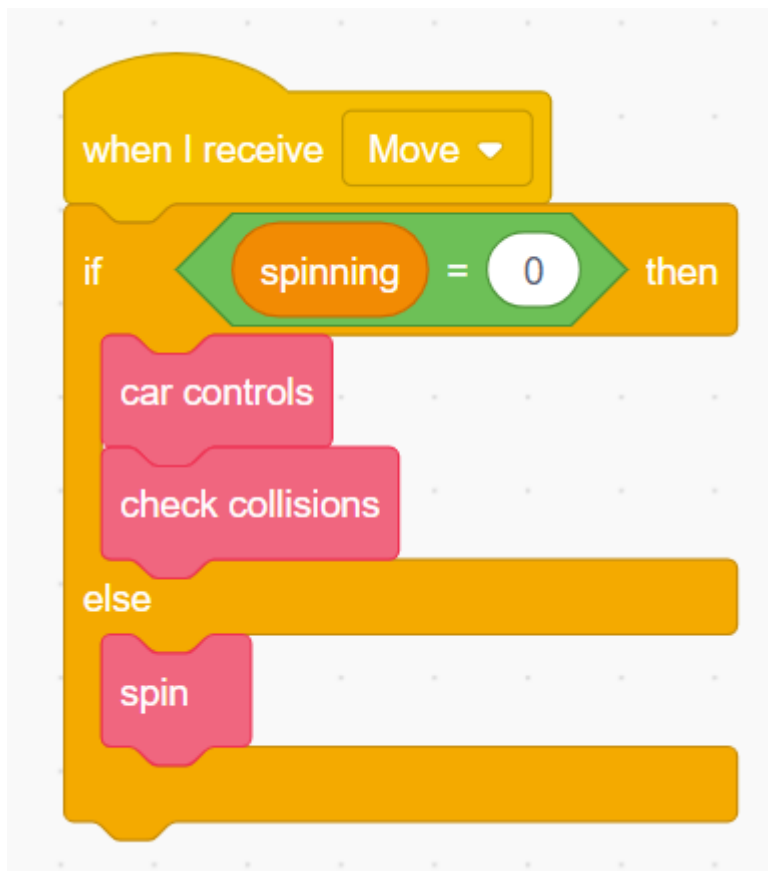 when I receive Move
if spinning = 0 then
car controls
check collisions
else
spin